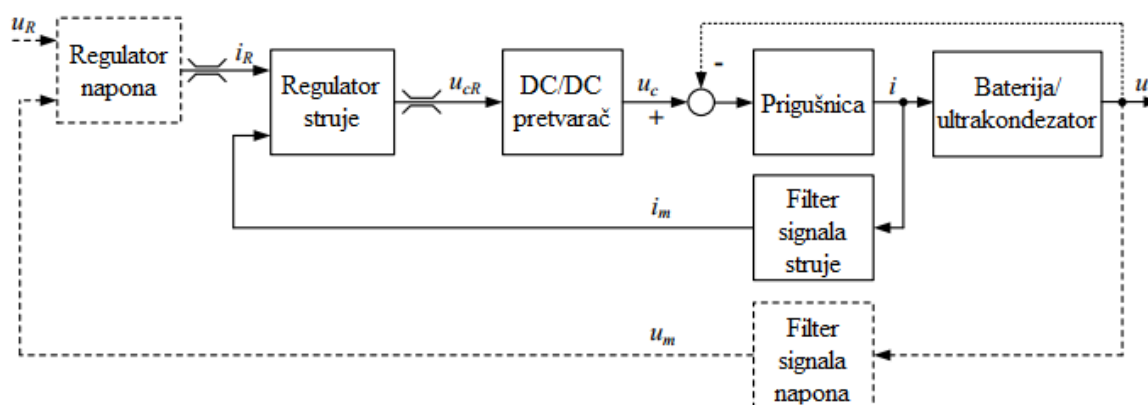 u_R
Regulator
napona
i_R
Regulator
struje
u_cR
DC/DC
pretvarač
u_c
+
-
Prigušnica
i
Baterija/
ultrakondezator
u
i_m
Filter
signala
struje
u_m
Filter
signala
napona